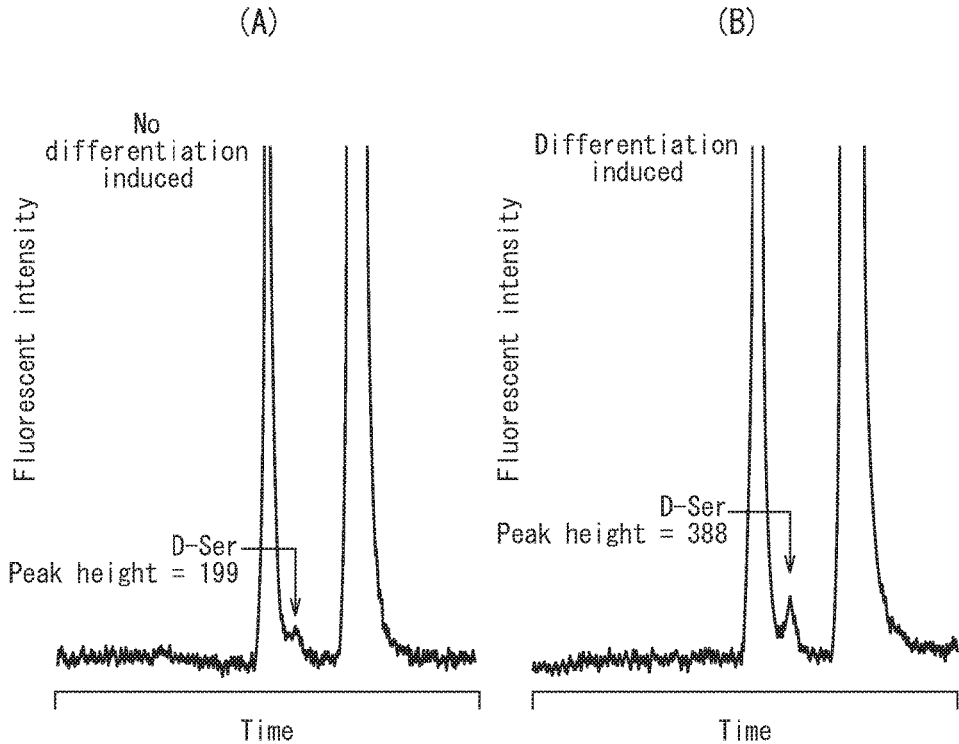 (A)
No
differentiation
induced
Fluorescent intensity
D-Ser
Peak height = 199
Time
(B)
Differentiation
induced
Fluorescent intensity
D-Ser
Peak height = 388
Time